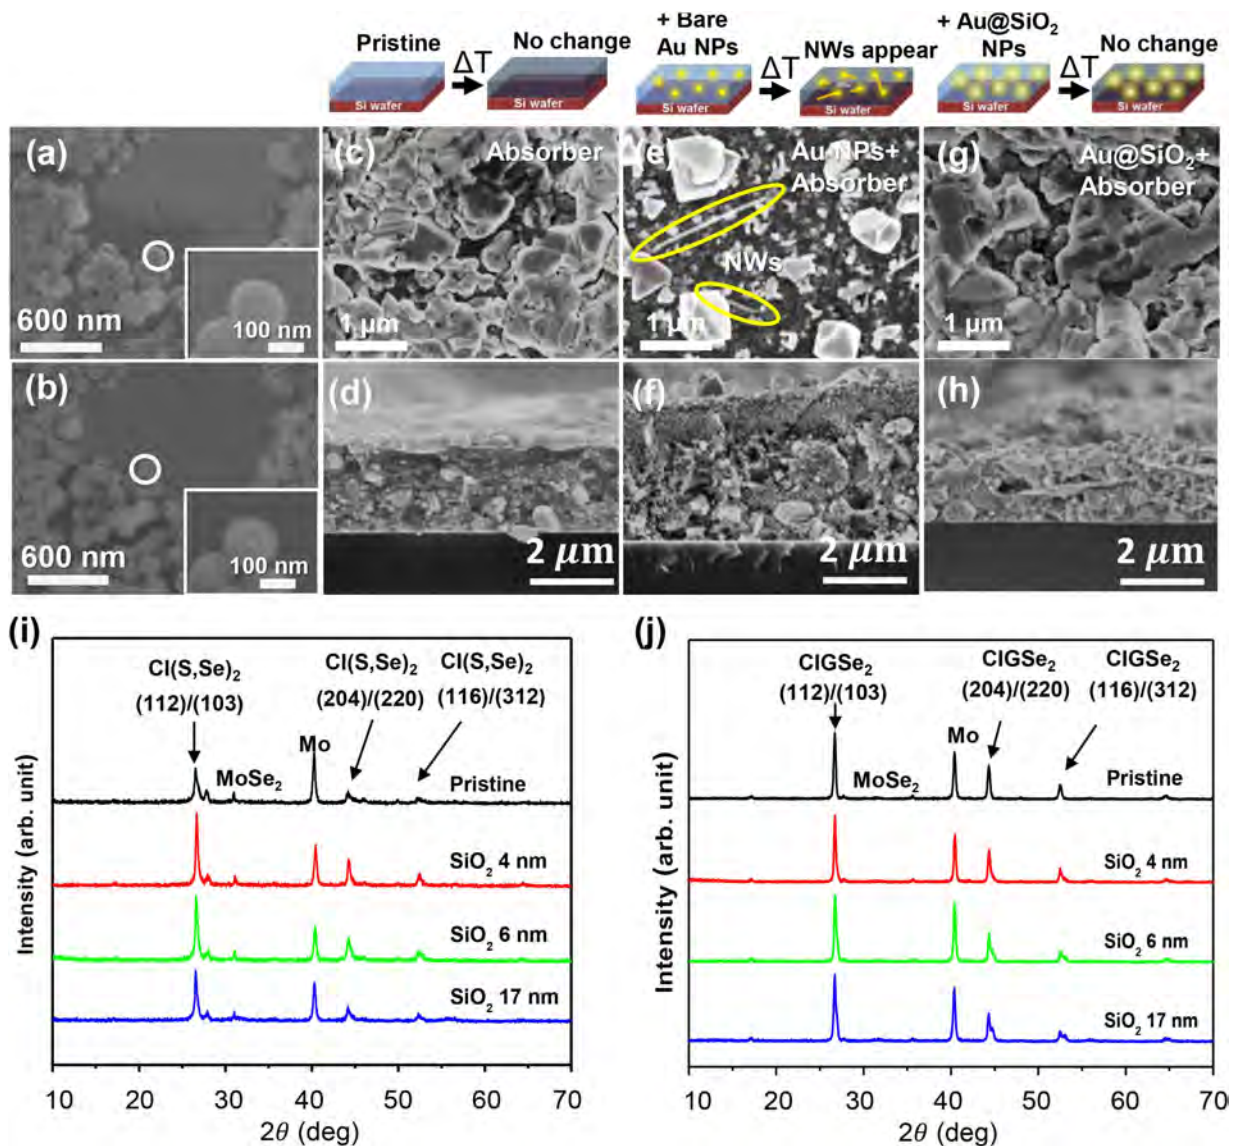 Pristine
ΔT
No change
Si wafer
+ Bare
Au NPs
ΔT
NWs appear
Si wafer
Si wafer
+ Au@SiO₂
NPs
ΔT
No change
Si wafer
Si wafer
(a)
600 nm
100 nm
(c)
Absorber
1 µm
(e)
Au NPs+
Absorber
NWs
1 µm
(g)
Au@SiO₂+
Absorber
1 µm
(b)
600 nm
100 nm
(d)
2 µm
(f)
2 µm
(h)
2 µm
(i)
CI(S,Se)₂
(112)/(103)
CI(S,Se)₂
(204)/(220)
CI(S,Se)₂
(116)/(312)
MoSe₂
Mo
Pristine
SiO₂ 4 nm
SiO₂ 6 nm
SiO₂ 17 nm
Intensity (arb. unit)
10 20 30 40 50 60 70
2θ (deg)
(j)
CIGSe₂
(112)/(103)
CIGSe₂
(204)/(220)
CIGSe₂
(116)/(312)
MoSe₂
Mo
Pristine
SiO₂ 4 nm
SiO₂ 6 nm
SiO₂ 17 nm
Intensity (arb. unit)
10 20 30 40 50 60 70
2θ (deg)